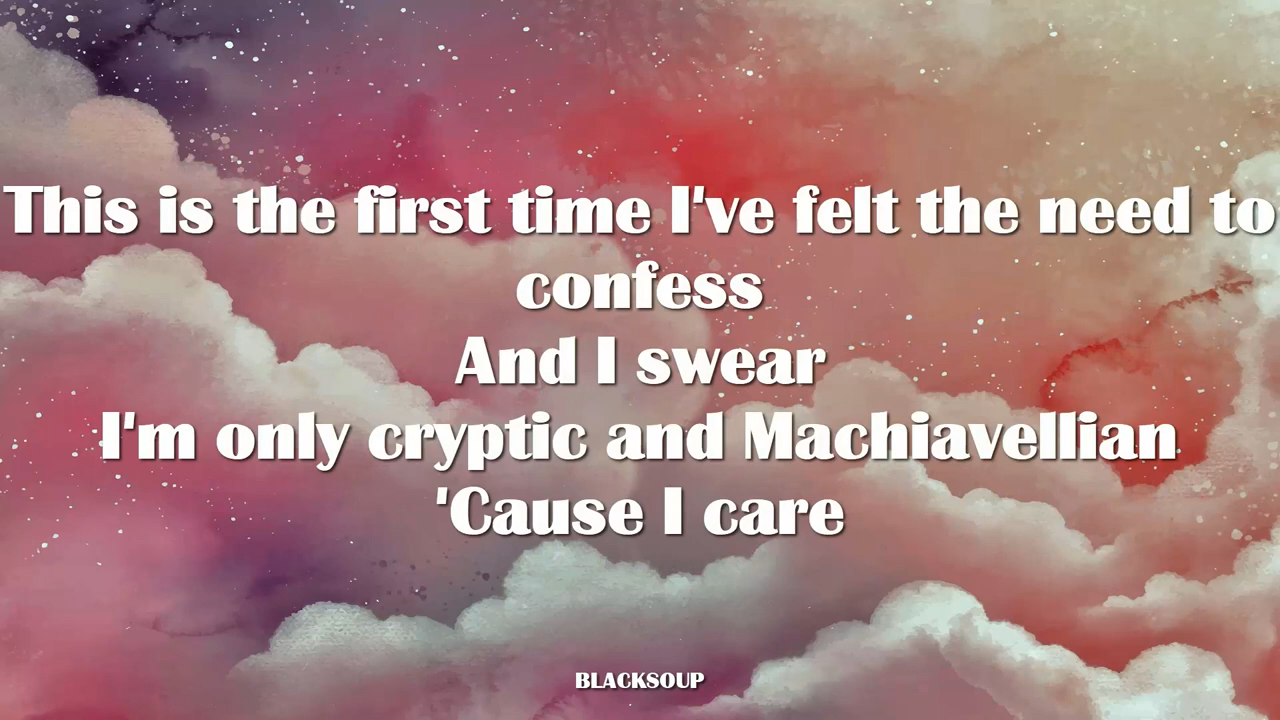 This is the first time I've felt the need to
confess
And I swear
I'm only cryptic and Machiavellian
'Cause I care
BLACKSOUP